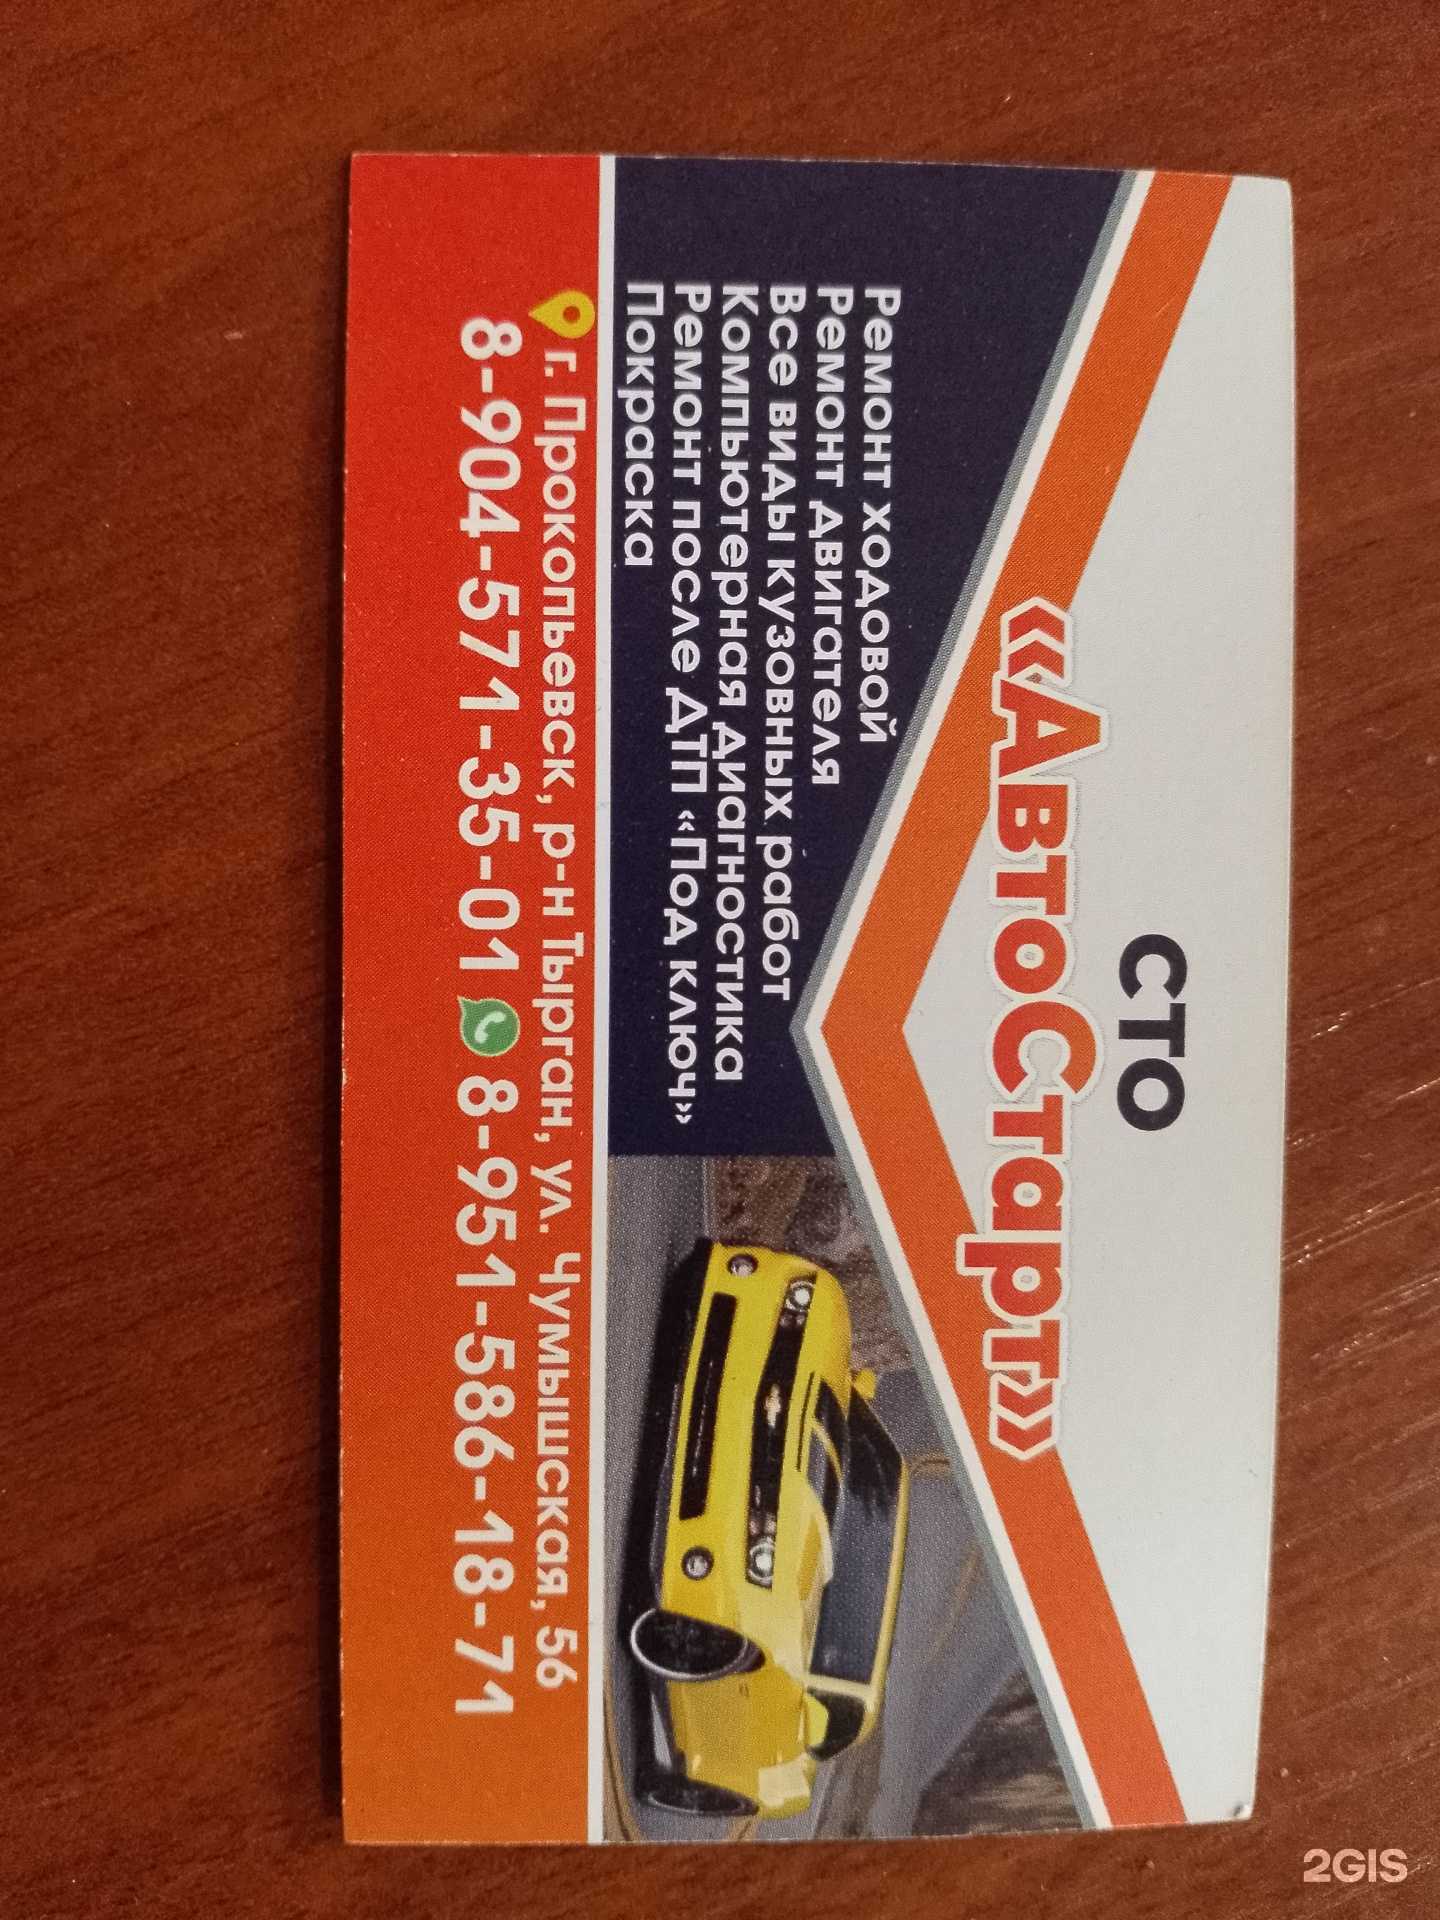 СТО
«АвтоСтарт»
Ремонт ходовой
Ремонт двигателя
Все виды кузовных работ
Компьютерная диагностика
Ремонт после ДТП «Под ключ»
Покраска
г. Прокопьевск, р-н Тырган, ул. Чумышская, 56
8-904-571-35-01 8-951-586-18-71
2GIS